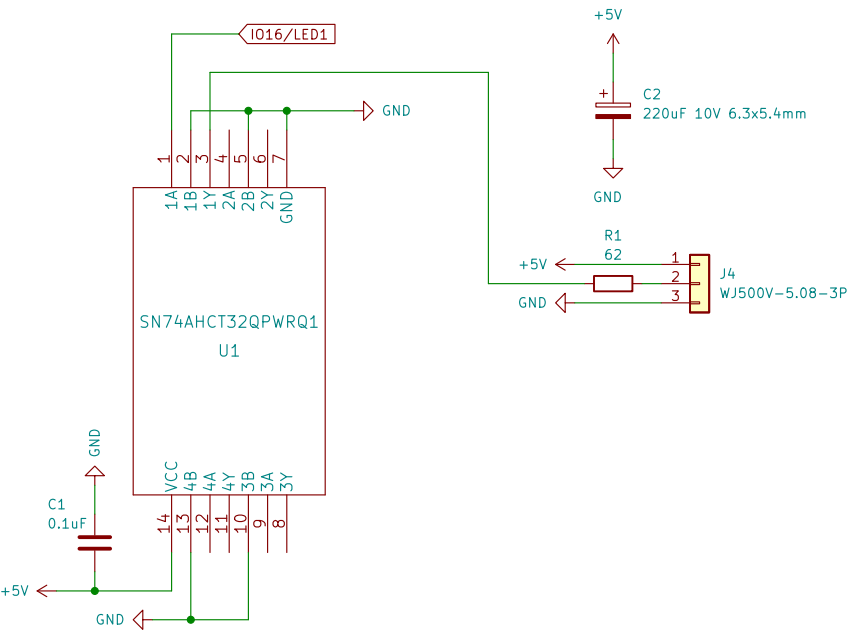 +5V
IO16/LED1
C2
220uF 10V 6.3x5.4mm
+
GND
1
2
3
4
5
6
7
1A
1B
1Y
2A
2B
2Y
GND
GND
R1
62
+5V
1
2
3
J4
WJ500V-5.08-3P
GND
SN74AHCT32QPWRQ1
U1
GND
VCC
4B
4A
4Y
3B
3A
3Y
14
13
12
11
10
9
8
C1
0.1uF
+5V
GND